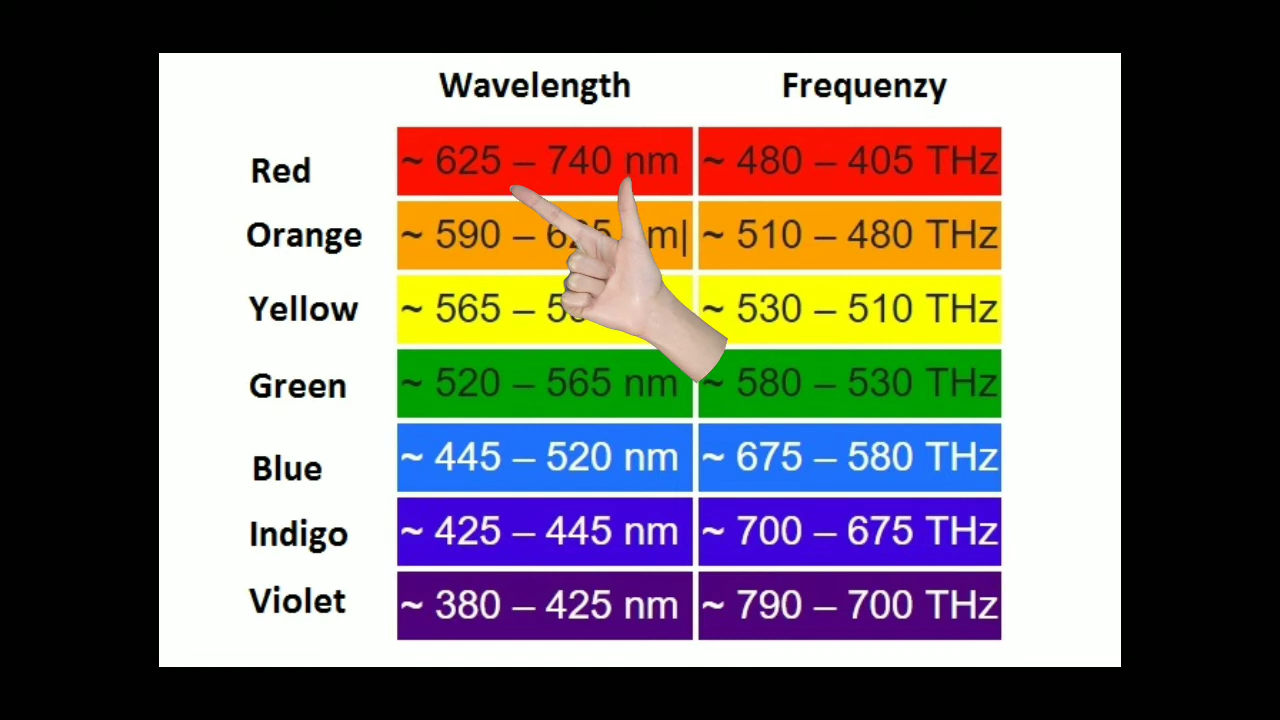 Wavelength Frequenzy
Red ~ 625 – 740 nm ~ 480 – 405 THz
Orange ~ 590 – ~ 510 – 480 THz
Yellow ~ 565 – ~ 530 – 510 THz
Green ~ 520 – 565 nm ~ 580 – 530 THz
Blue ~ 445 – 520 nm ~ 675 – 580 THz
Indigo ~ 425 – 445 nm ~ 700 – 675 THz
Violet ~ 380 – 425 nm ~ 790 – 700 THz